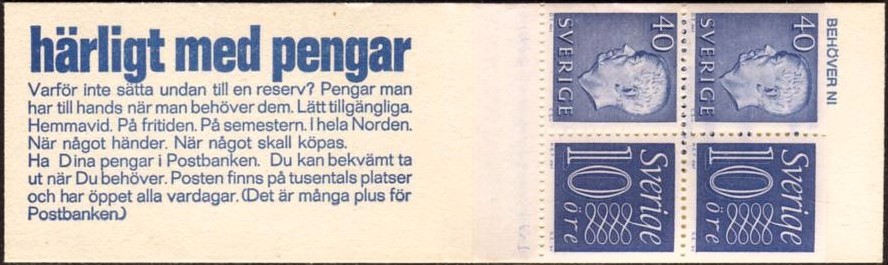 härligt med pengar
Varför inte sätta undan till en reserv? Pengar man
har till hands när man behöver dem. Lätt tillgängliga.
Hemmavid. På fritiden. På semestern. I hela Norden.
När något händer. När något skall köpas.
Ha Dina pengar i Postbanken. Du kan bekvämt ta
ut när Du behöver. Posten finns på tusentals platser
och har öppet alla vardagar. (Det är många plus för
Postbanken.)
SVERIGE 40
SVERIGE 40
Sverige
10
öre
Sverige
10
öre
BEHÖVER NI